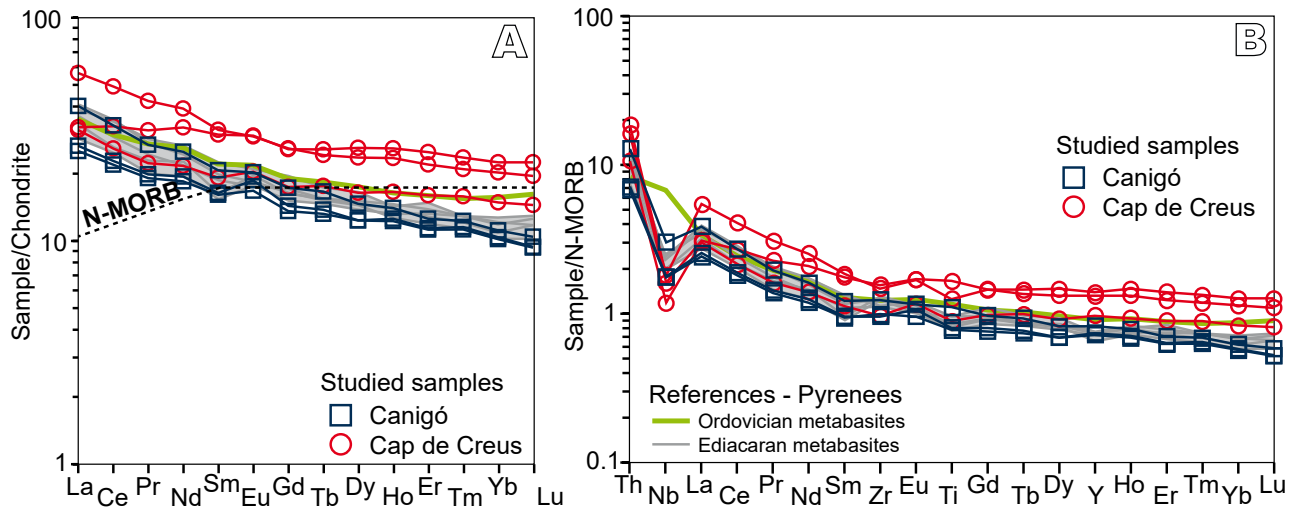 A
100
10
1
Sample/Chondrite
N-MORB
Studied samples
Canigó
Cap de Creus
La Ce Pr Nd Sm Eu Gd Tb Dy Ho Er Tm Yb Lu
B
100
10
1
0.1
Sample/N-MORB
Studied samples
Canigó
Cap de Creus
References - Pyrenees
Ordovician metabasites
Ediacaran metabasites
Th Nb La Ce Pr Nd Sm Zr Eu Ti Gd Tb Dy Y Ho Er Tm Yb Lu